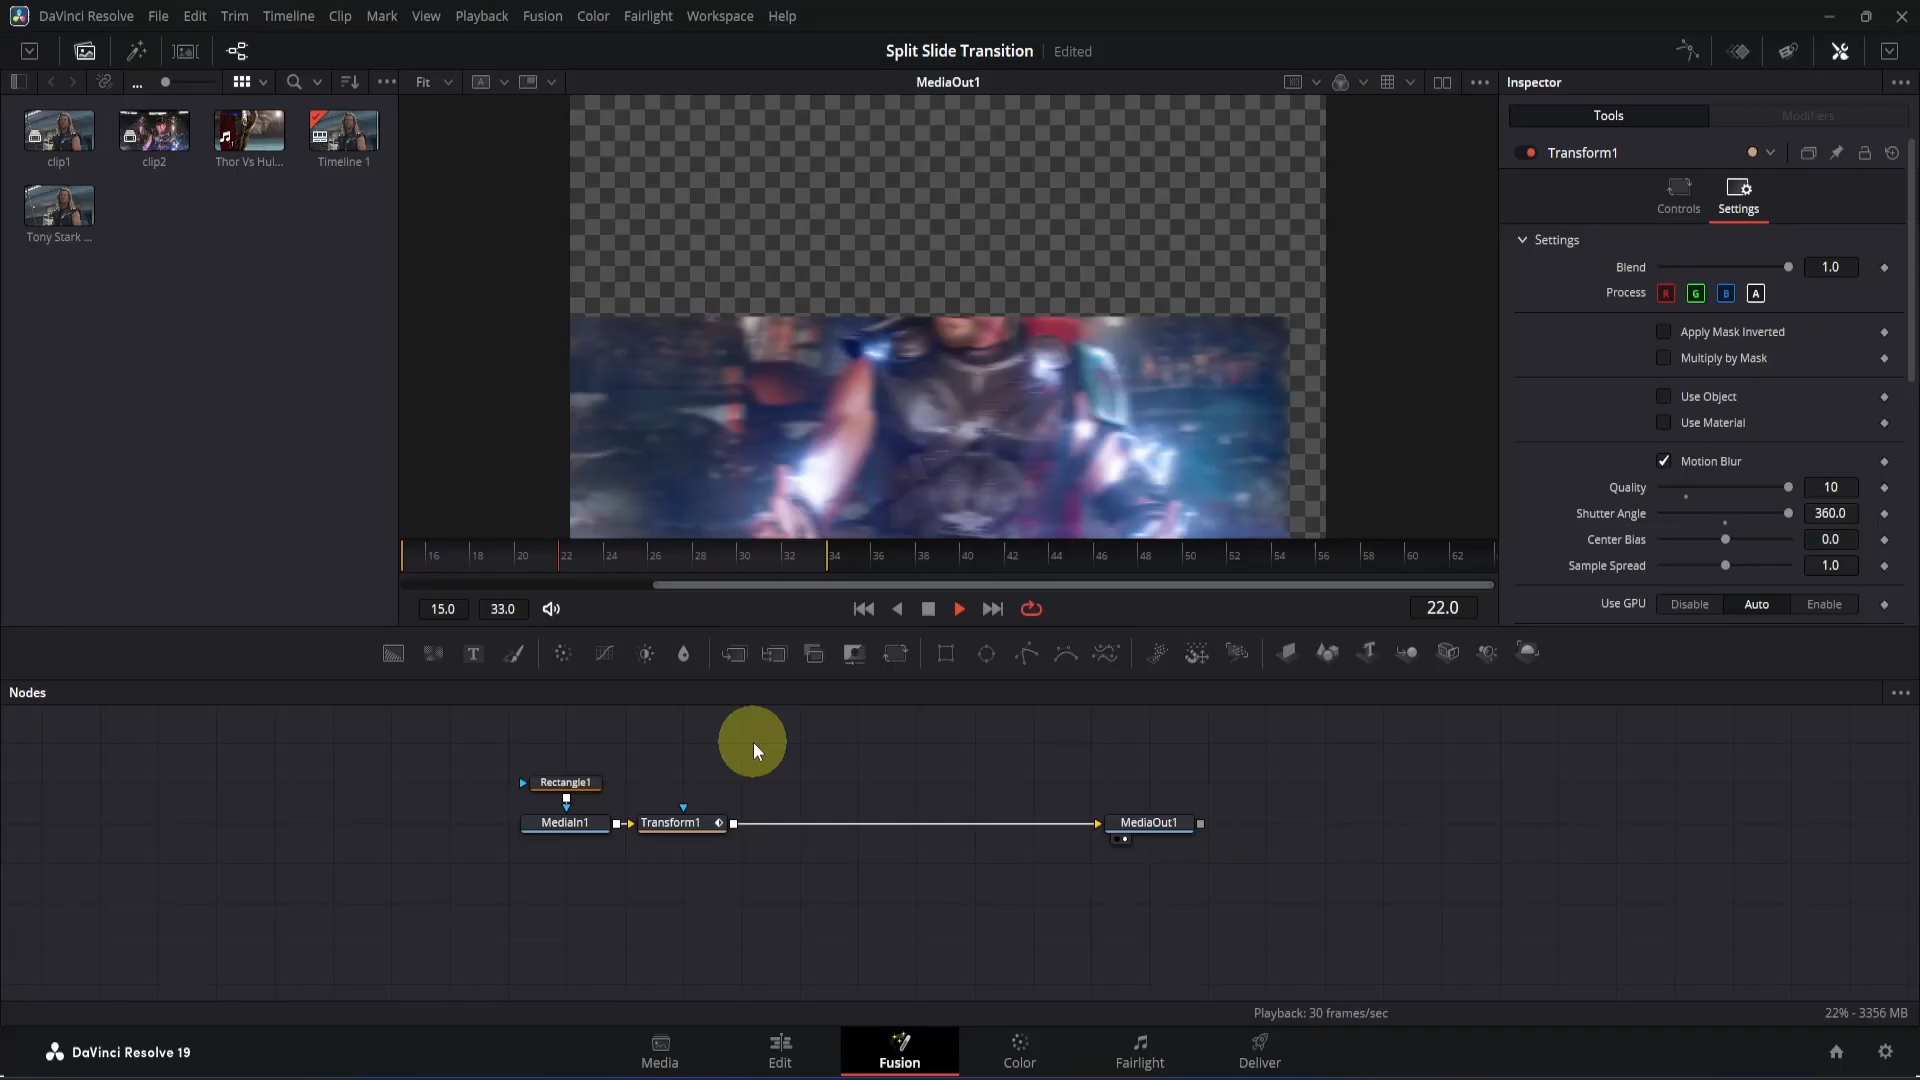 DaVinci Resolve File Edit Trim Timeline Clip Mark View Playback Fusion Color Fairlight Workspace Help
Split Slide Transition Edited
Fit A MediaOut1 Inspector
Tools Modifiers
Transform1
clip1 clip2 Thor Vs Hul... Timeline 1
Controls Settings
Tony Stark ...
Settings
Blend 1.0
Process R G B A
Apply Mask Inverted
Multiply by Mask
Use Object
Use Material
Motion Blur
Quality 10
Shutter Angle 360.0
Center Bias 0.0
Sample Spread 1.0
16 18 20 22 24 26 28 30 32 34 36 38 40 42 44 46 48 50 52 54 56 58 60 62
Use GPU Disable Auto Enable
15.0 33.0 22.0
T
Nodes
Rectangle1
MediaIn1 Transform1 MediaOut1
Playback: 30 frames/sec 22% - 3356 MB
DaVinci Resolve 19
Media Edit Fusion Color Fairlight Deliver